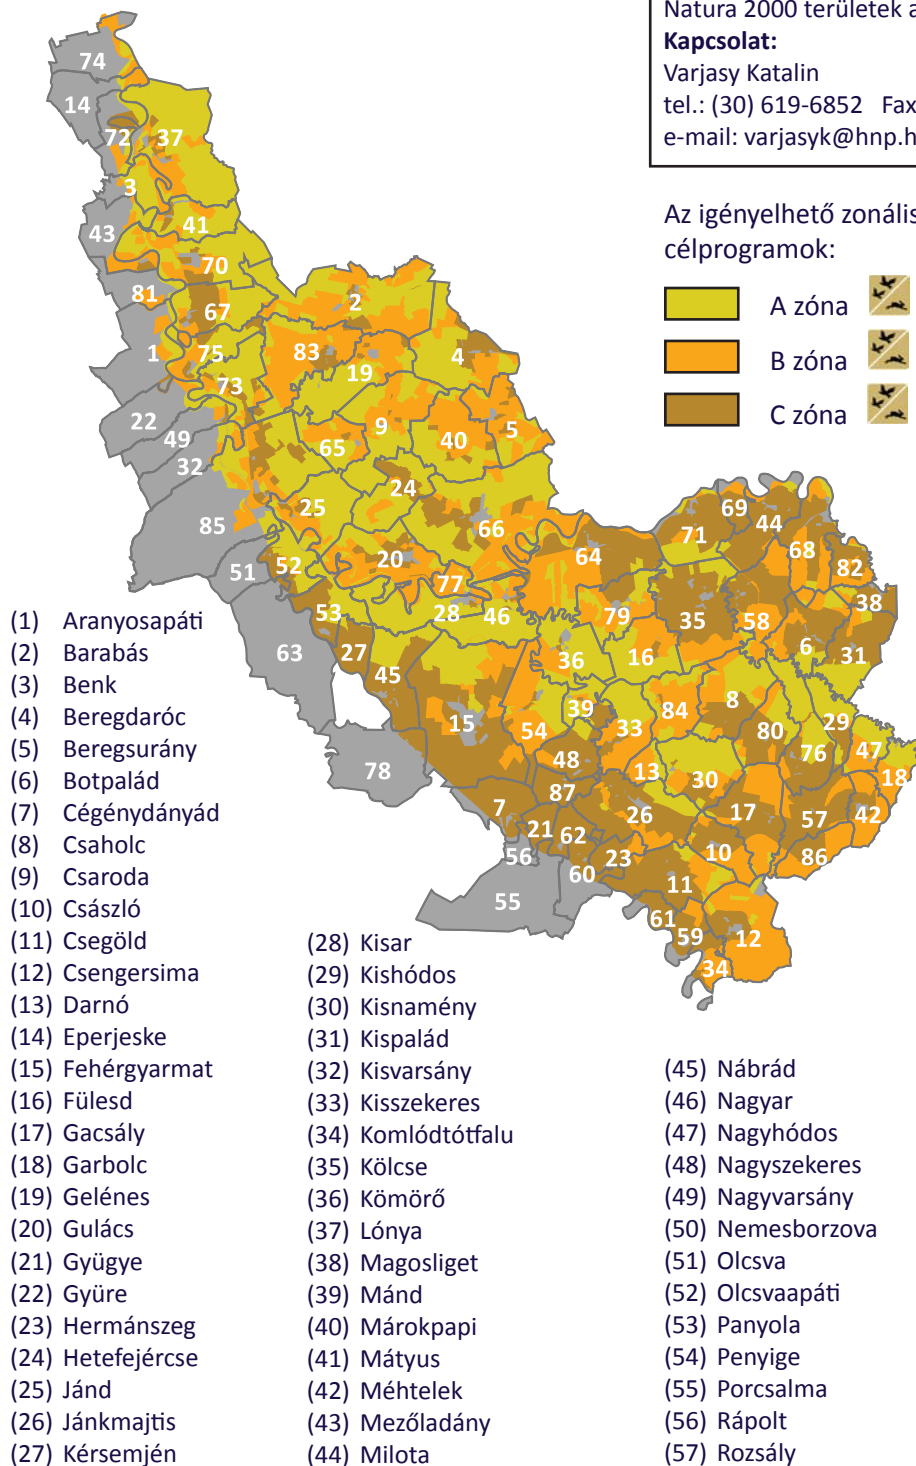 Natura 2000 területek a
Kapcsolat:
Varjasy Katalin
tel.: (30) 619-6852 Fax
e-mail: varjasyk@hnp.h
Az igényelhető zonális
célprogramok:
A zóna
B zóna
C zóna
74
14
72
37
3
43
41
70
81
67
2
1
75
83
4
19
73
22
49
9
5
65
40
32
24
25
85
66
69
44
71
64
68
20
52
51
82
77
38
53
28
46
79
35
58
63
27
6
31
36
16
45
39
8
84
29
15
33
80
54
47
76
48
13
78
30
18
87
7
26
17
57
42
21
62
10
56
23
86
60
11
55
61
59
12
34
(1) Aranyosapáti
(2) Barabás
(3) Benk
(4) Beregdaróc
(5) Beregsurány
(6) Botpalád
(7) Cégénydányád
(8) Csaholc
(9) Csaroda
(10) Császló
(11) Csegöld
(12) Csengersima
(13) Darnó
(14) Eperjeske
(15) Fehérgyarmat
(16) Fülesd
(17) Gacsály
(18) Garbolc
(19) Gelénes
(20) Gulács
(21) Gyügye
(22) Gyüre
(23) Hermánszeg
(24) Hetefejércse
(25) Jánd
(26) Jánkmajtis
(27) Kérsemjén
(28) Kisar
(29) Kishódos
(30) Kisnamény
(31) Kispalád
(32) Kisvarsány
(33) Kisszekeres
(34) Komlódtótfalu
(35) Kölcse
(36) Kömörő
(37) Lónya
(38) Magosliget
(39) Mánd
(40) Márokpapi
(41) Mátyus
(42) Méhtelek
(43) Mezőladány
(44) Milota
(45) Nábrád
(46) Nagyar
(47) Nagyhódos
(48) Nagyszekeres
(49) Nagyvarsány
(50) Nemesborzova
(51) Olcsva
(52) Olcsvaapáti
(53) Panyola
(54) Penyige
(55) Porcsalma
(56) Rápolt
(57) Rozsály